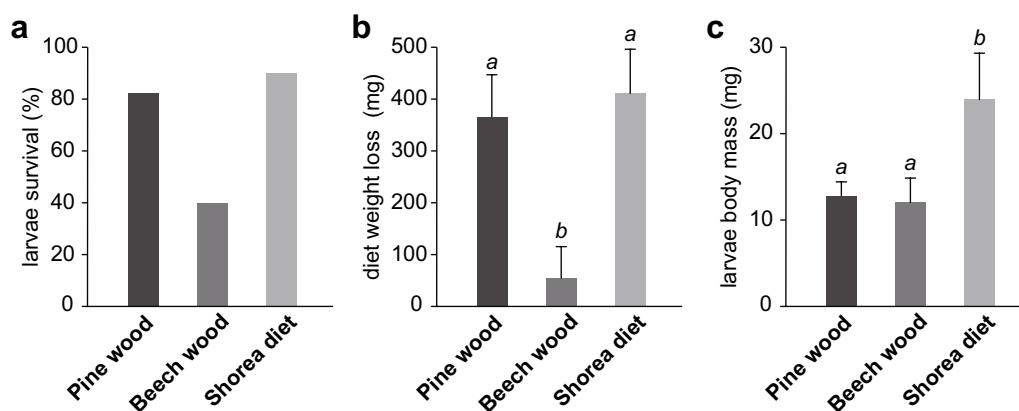 a
larvae survival (%)
100
80
60
40
20
0
Pine wood
Beech wood
Shorea diet
b
diet weight loss (mg)
500
400
300
200
100
0
a
b
a
Pine wood
Beech wood
Shorea diet
c
larvae body mass (mg)
30
20
10
0
a
a
b
Pine wood
Beech wood
Shorea diet